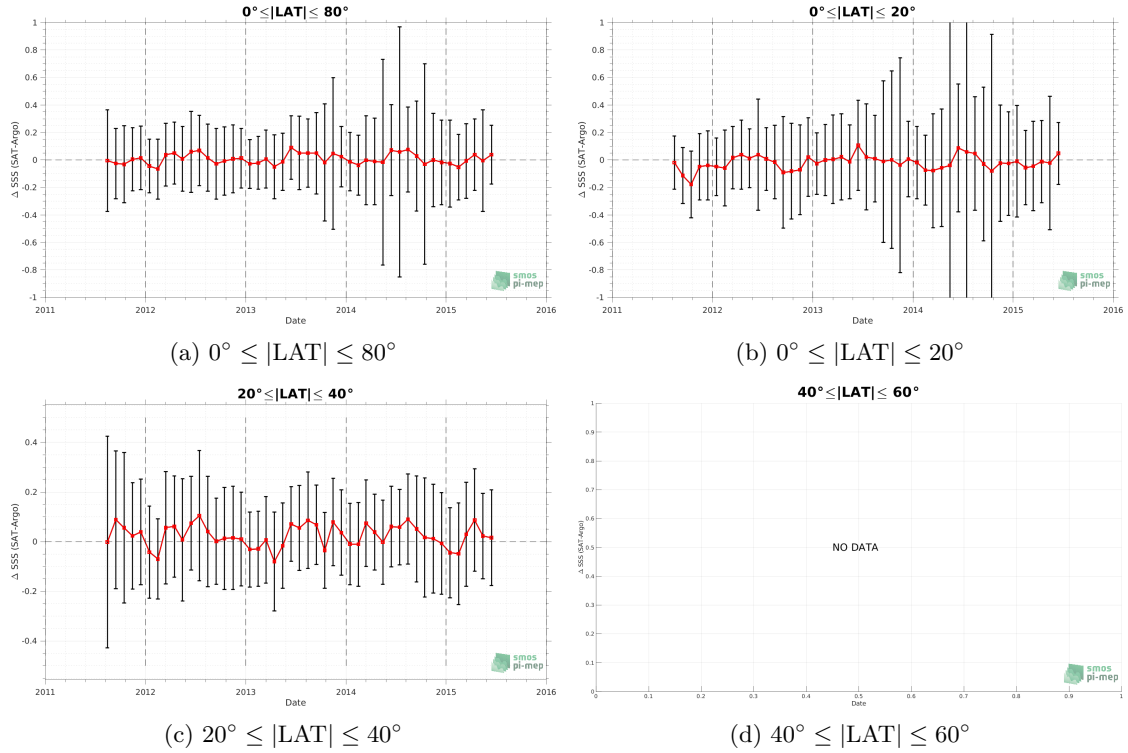 0°≤|LAT|≤ 80°
1
0.8
0.6
0.4
0.2
0
-0.2
-0.4
-0.6
-0.8
-1
Δ SSS (SAT-Argo)
2011 2012 2013 2014 2015 2016
Date
smos
pi-mep
(a) 0° ≤ |LAT| ≤ 80°
0°≤|LAT|≤ 20°
1
0.8
0.6
0.4
0.2
0
-0.2
-0.4
-0.6
-0.8
-1
Δ SSS (SAT-Argo)
2011 2012 2013 2014 2015 2016
Date
smos
pi-mep
(b) 0° ≤ |LAT| ≤ 20°
20°≤|LAT|≤ 40°
0.4
0.2
0
-0.2
-0.4
Δ SSS (SAT-Argo)
2011 2012 2013 2014 2015 2016
Date
smos
pi-mep
(c) 20° ≤ |LAT| ≤ 40°
40°≤|LAT|≤ 60°
1
0.9
0.8
0.7
0.6
0.5
0.4
0.3
0.2
0.1
0
Δ SSS (SAT-Argo)
NO DATA
0 0.1 0.2 0.3 0.4 0.5 0.6 0.7 0.8 0.9 1
Date
smos
pi-mep
(d) 40° ≤ |LAT| ≤ 60°